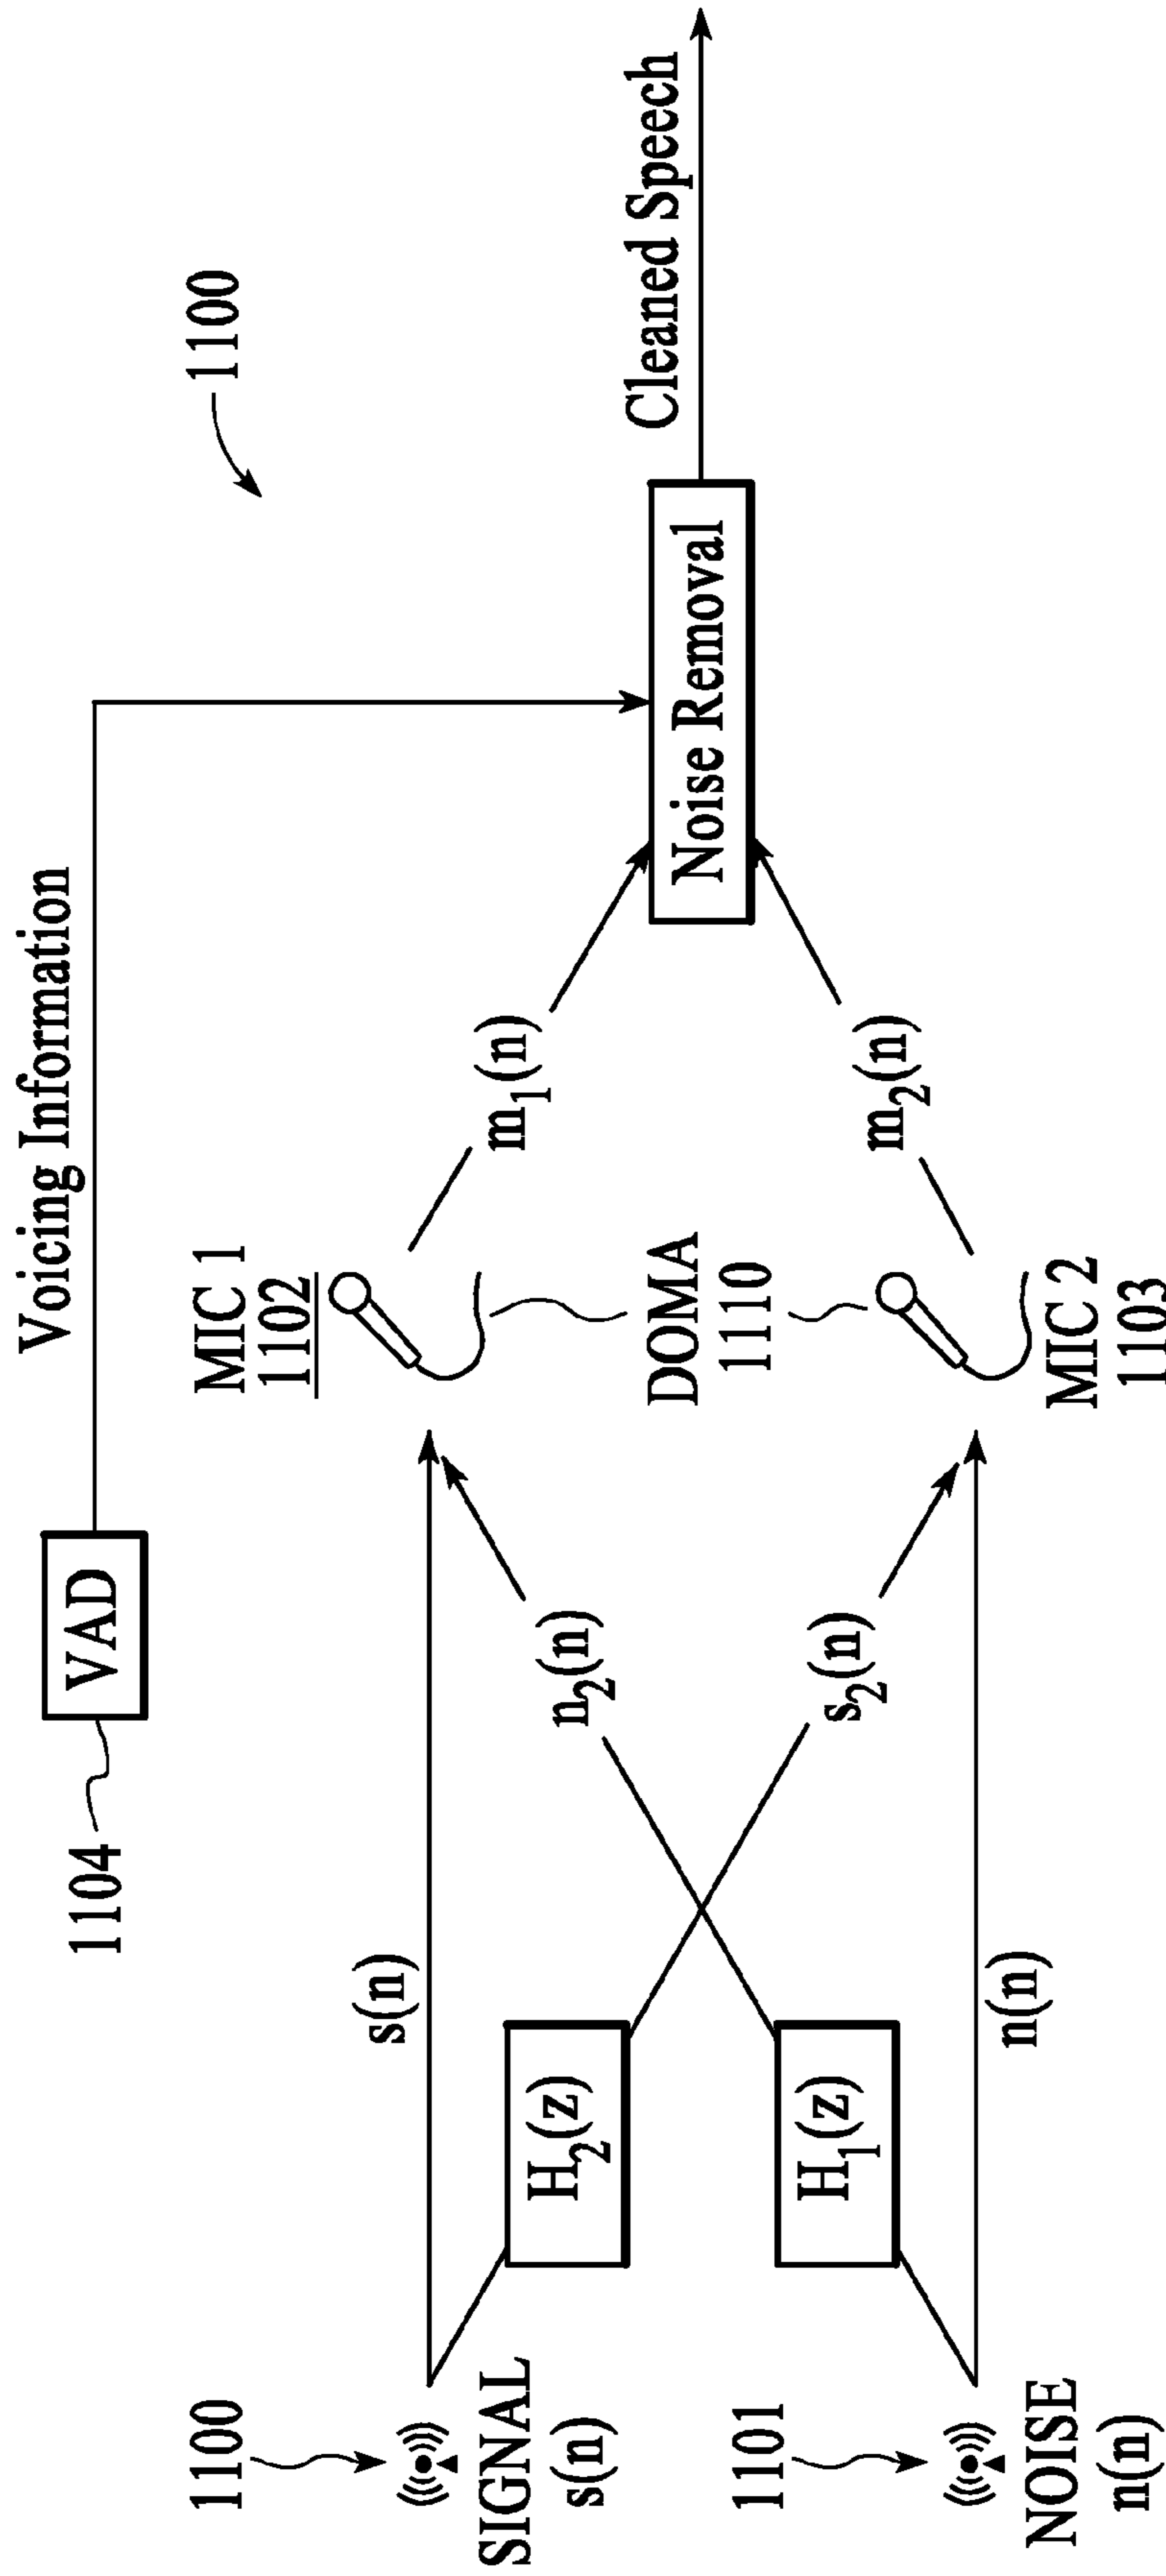 Voicing Information
1104
VAD
1100
MIC 1
1102
Cleaned Speech
1100
SIGNAL
s(n)
s(n)
H2(z)
n2(n)
m1(n)
DOMA
1110
Noise Removal
1101
NOISE
n(n)
H1(z)
n(n)
s2(n)
m2(n)
MIC 2
1103